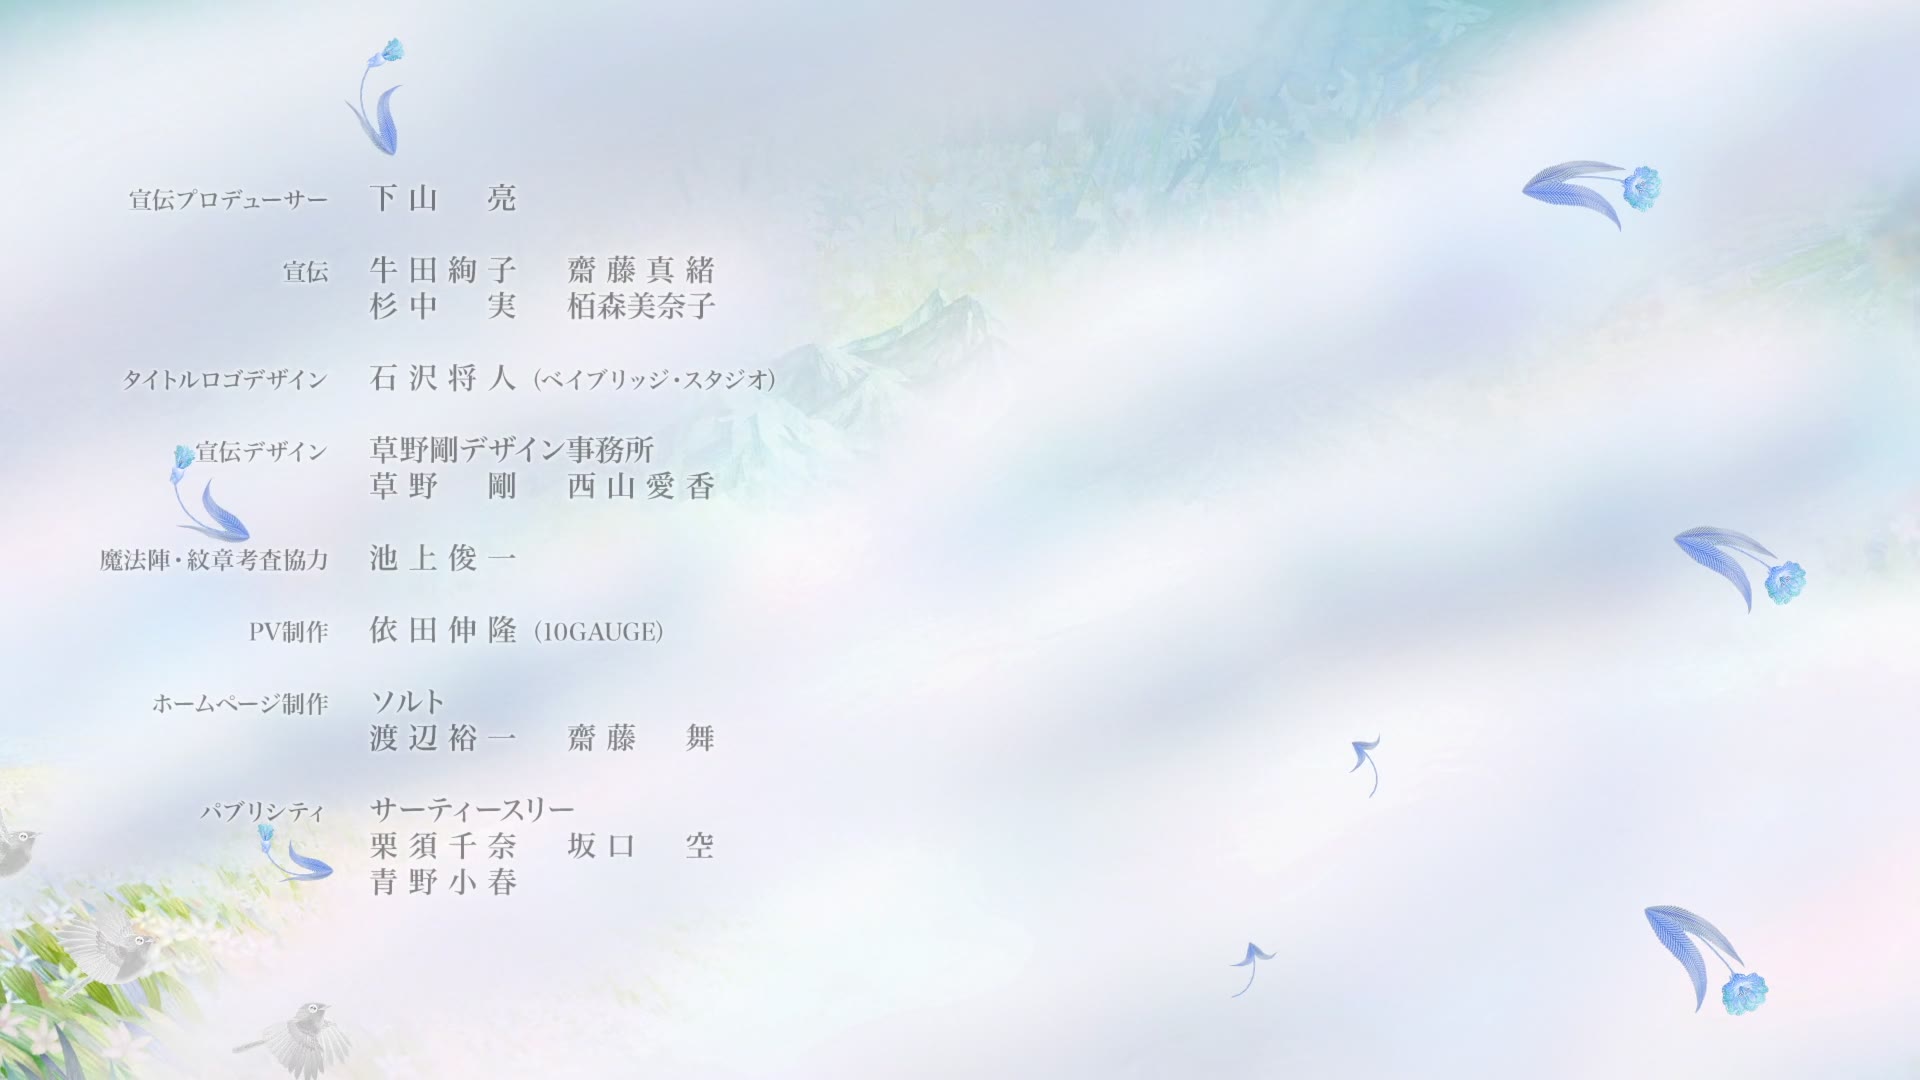 宣伝プロデューサー 下山 亮
宣伝 牛田絢子 齋藤真緒
杉中 実 栢森美奈子
タイトルロゴデザイン 石沢将人 (ベイブリッジ・スタジオ)
宣伝デザイン 草野剛デザイン事務所
草野 剛 西山愛香
魔法陣・紋章考査協力 池上俊一
PV制作 依田伸隆 (10GAUGE)
ホームページ制作 ソルト
渡辺裕一 齋藤 舞
パブリシティ サーティースリー
栗須千奈 坂口 空
青野小春